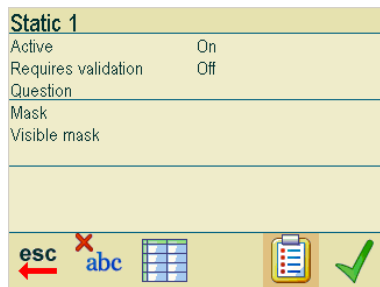 Static 1
Active On
Requires validation Off
Question
Mask
Visible mask
esc abc